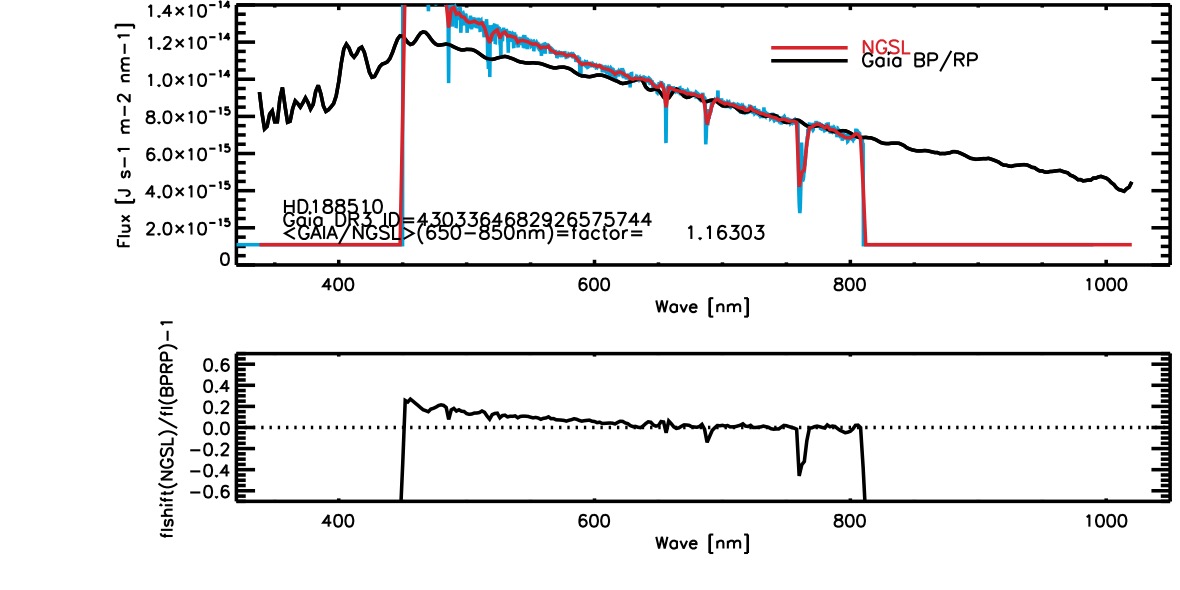 1.4×10⁻¹⁴
1.2×10⁻¹⁴
1.0×10⁻¹⁴
8.0×10⁻¹⁵
6.0×10⁻¹⁵
4.0×10⁻¹⁵
2.0×10⁻¹⁵
0
Flux [J s-1 m-2 nm-1]
NGSL
Gaia BP/RP
HD188510
Gaia DR3 ID=4303364682926575744
<GAIA/NGSL>(650-850nm)=factor= 1.16303
400 600 800 1000
Wave [nm]
flshift(NGSL)/fl(BPRP)-1
0.6
0.4
0.2
0.0
-0.2
-0.4
-0.6
400 600 800 1000
Wave [nm]